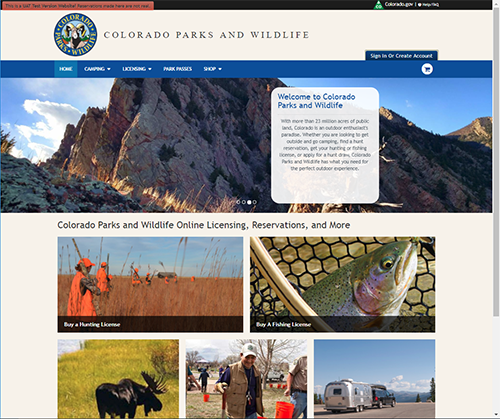 This is a UAT Test Version Website! Reservations made here are not real.
Colorado.gov | Help/FAQ
COLORADO PARKS AND WILDLIFE
COLORADO
PARKS WILDLIFE
Sign In Or Create Account
HOME CAMPING LICENSING PARK PASSES SHOP
Welcome to Colorado
Parks and Wildlife
With more than 23 million acres of public
land, Colorado is an outdoor enthusiast's
paradise. Whether you are looking to get
outside and go camping, find a hunt
reservation, get your hunting or fishing
license, or apply for a hunt draw, Colorado
Parks and Wildlife has what you need for
the perfect outdoor experience.
Colorado Parks and Wildlife Online Licensing, Reservations, and More
Buy a Hunting License
Buy A Fishing License